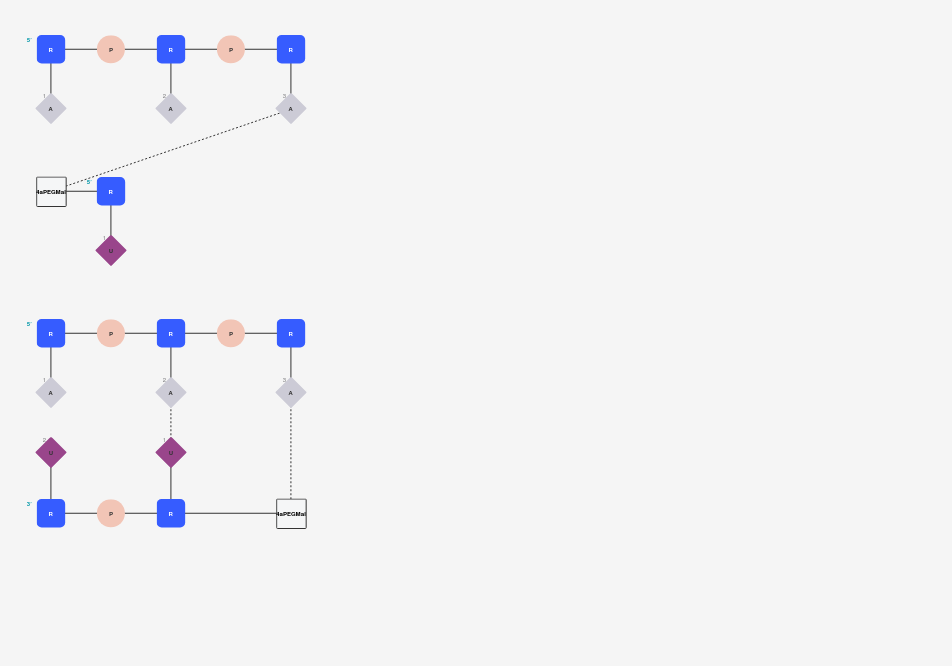 5'
R P R P R
1 2 3
A A A
5'
4aPEGMal R
1
U
5'
R P R P R
1 2 3
A A A
2 1
U U
3'
R P R 4aPEGMal